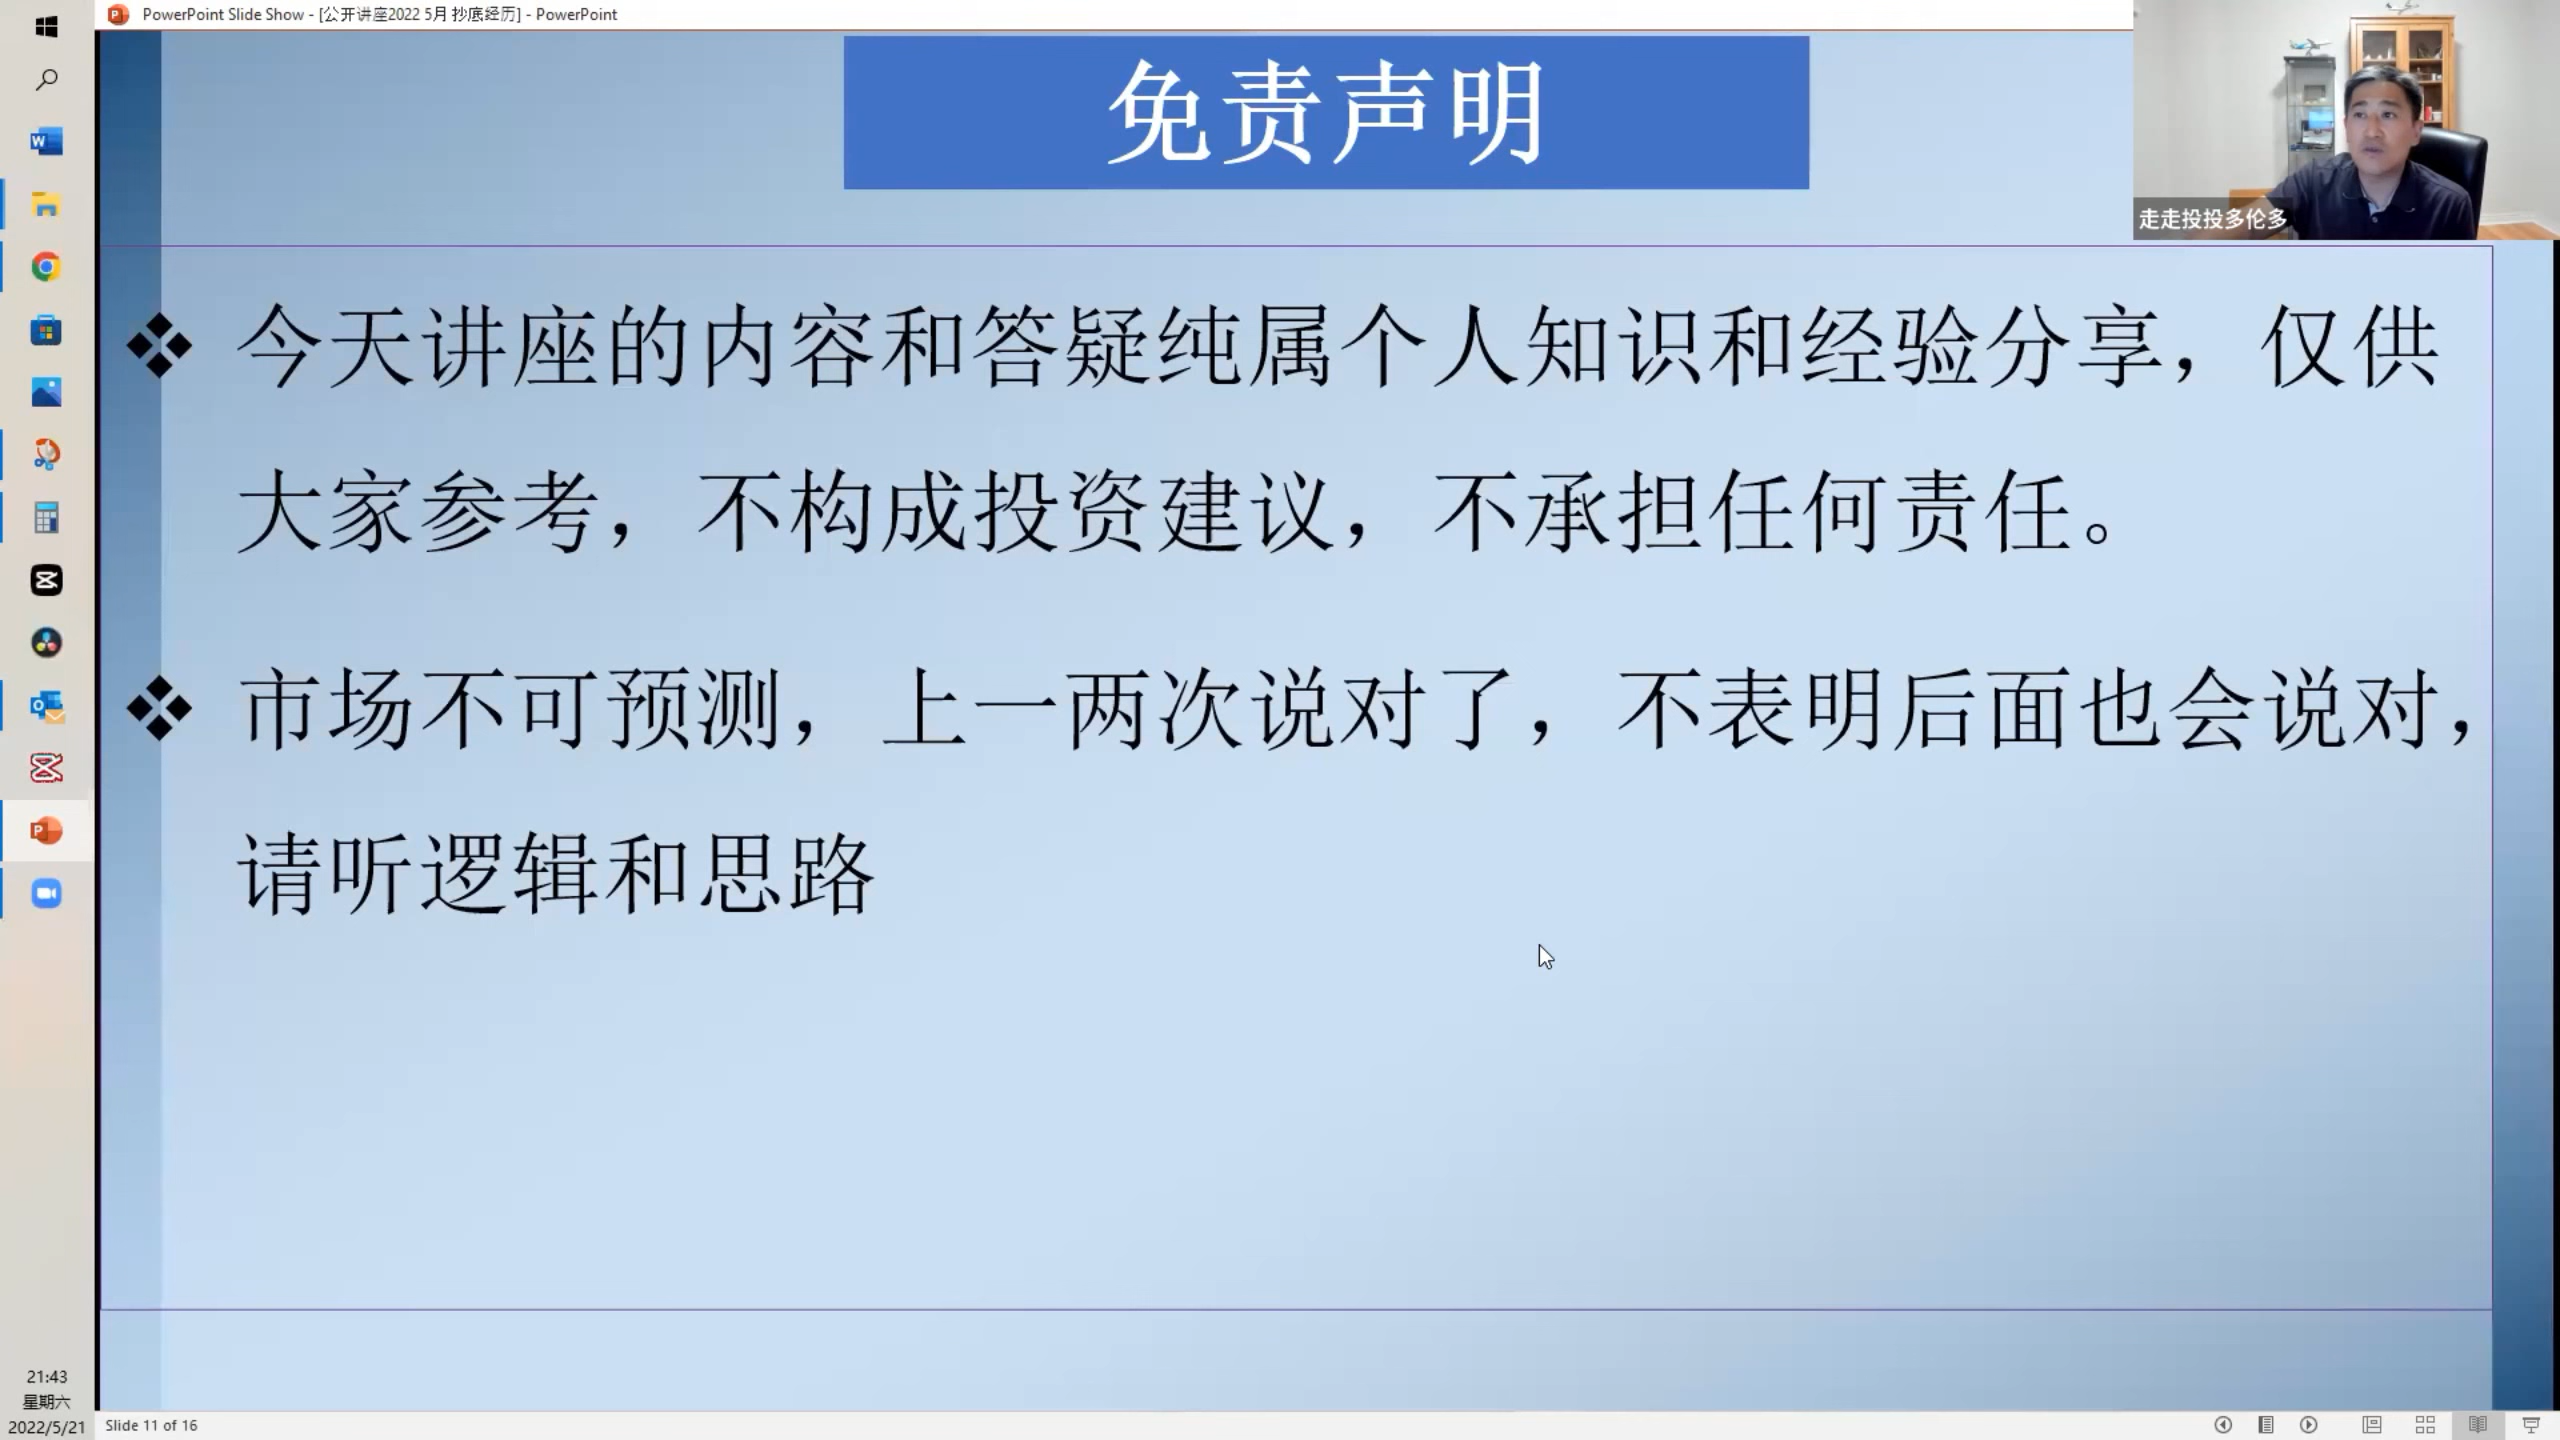 PowerPoint Slide Show - [公开讲座2022 5月 抄底经历] - PowerPoint
免责声明
走走投投多伦多
今天讲座的内容和答疑纯属个人知识和经验分享，仅供
大家参考，不构成投资建议，不承担任何责任。
市场不可预测，上一两次说对了，不表明后面也会说对，
请听逻辑和思路
21:43
星期六
2022/5/21
Slide 11 of 16